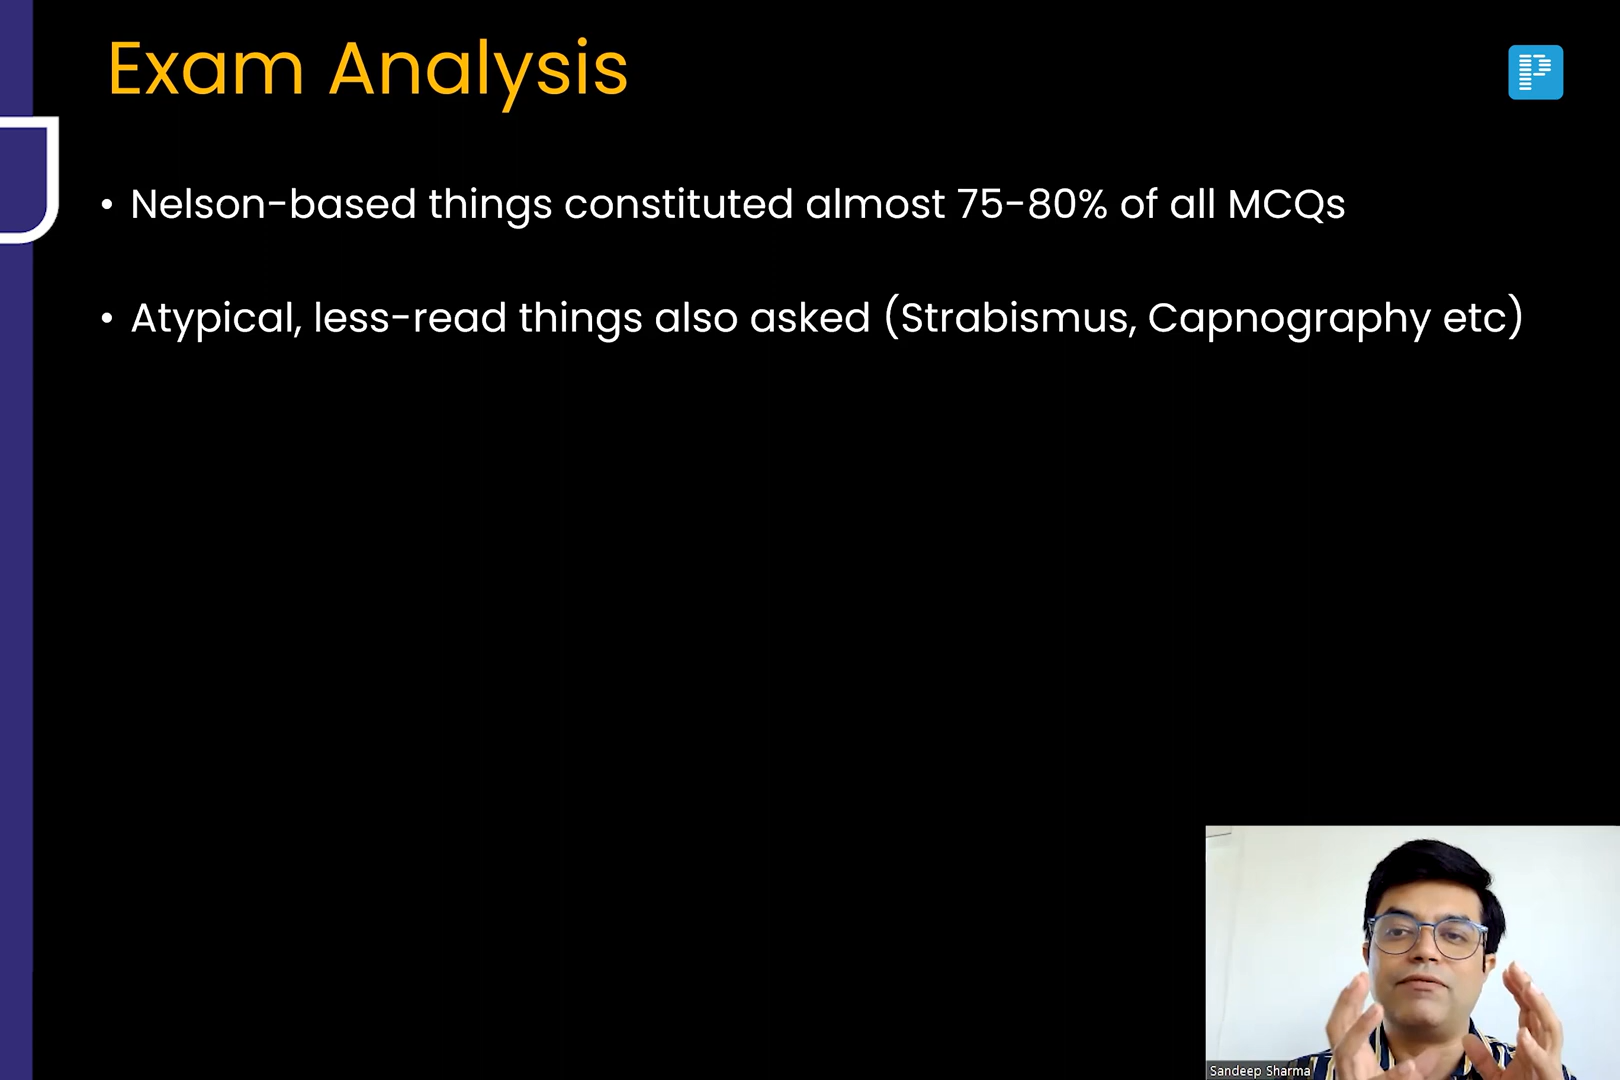 Exam Analysis
• Nelson-based things constituted almost 75-80% of all MCQs
• Atypical, less-read things also asked (Strabismus, Capnography etc)
Sandeep Sharma